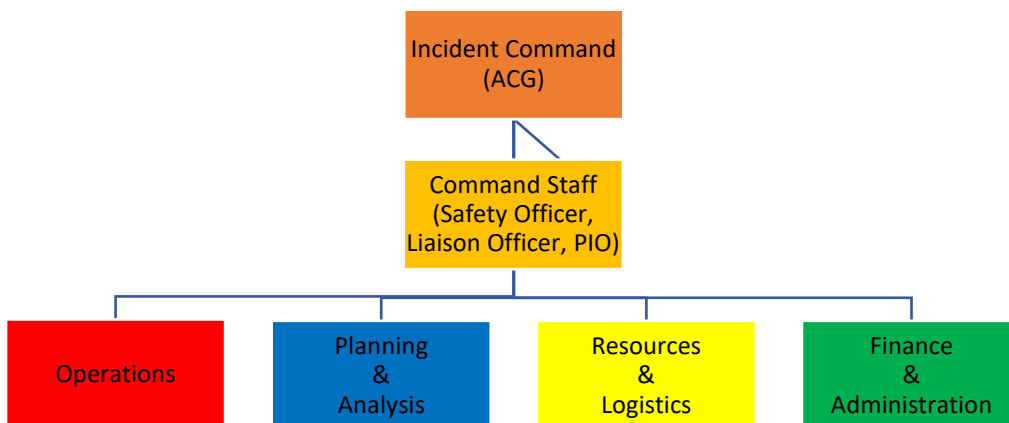 Incident Command
(ACG)
Command Staff
(Safety Officer,
Liaison Officer, PIO)
Operations
Planning
&
Analysis
Resources
&
Logistics
Finance
&
Administration